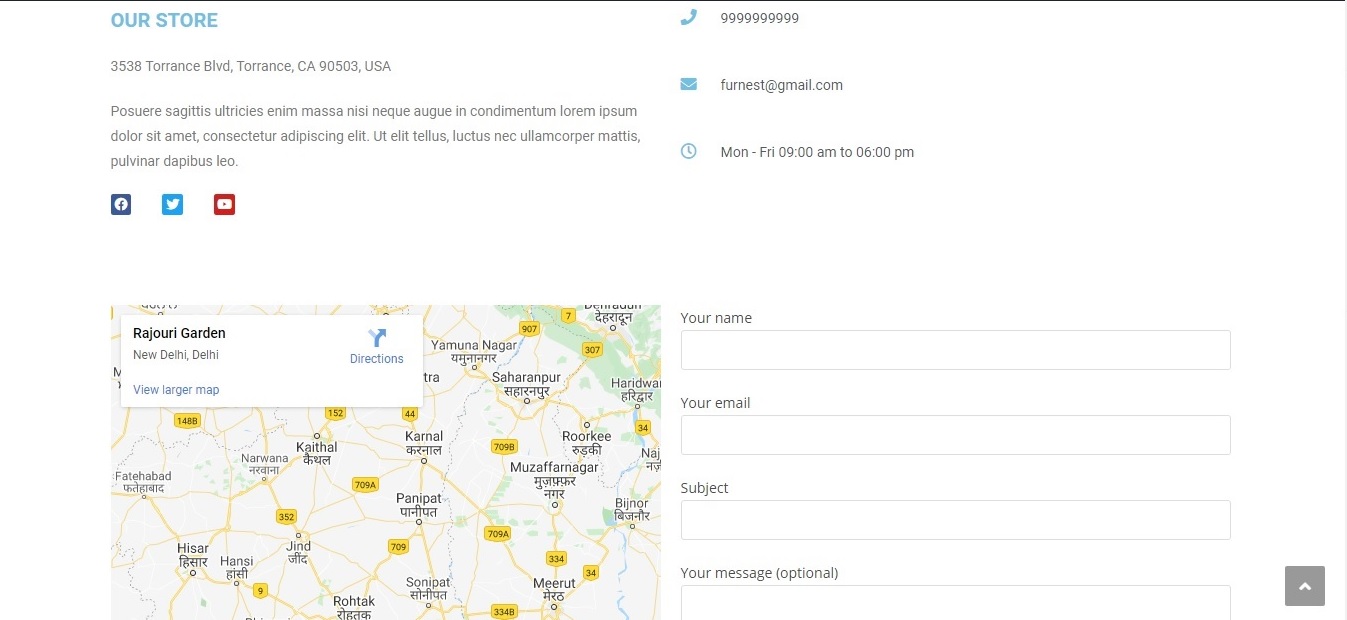 OUR STORE
3538 Torrance Blvd, Torrance, CA 90503, USA
Posuere sagittis ultricies enim massa nisi neque augue in condimentum lorem ipsum
dolor sit amet, consectetur adipiscing elit. Ut elit tellus, luctus nec ullamcorper mattis,
pulvinar dapibus leo.
9999999999
furnest@gmail.com
Mon - Fri 09:00 am to 06:00 pm
Rajouri Garden
New Delhi, Delhi
Directions
View larger map
Dehradun
देहरादून
7
907
307
Yamuna Nagar
यमुनानगर
tra
Saharanpur
सहारनपुर
Haridwar
हरिद्वार
148B
152
44
34
Kaithal
कैथल
Karnal
करनाल
709B
Roorkee
रुड़की
Naj
Narwana
नरवाना
Muzaffarnagar
मुज़फ़्फ़र
नगर
Fatehabad
फतेहाबाद
709A
Panipat
पानीपत
Bijnor
बिजनौर
352
709A
Hisar
हिसार
Hansi
हांसी
Jind
जींद
709
334
34
9
Sonipat
सोनीपत
Meerut
मेरठ
Rohtak
रोहतक
334B
Your name
Your email
Subject
Your message (optional)